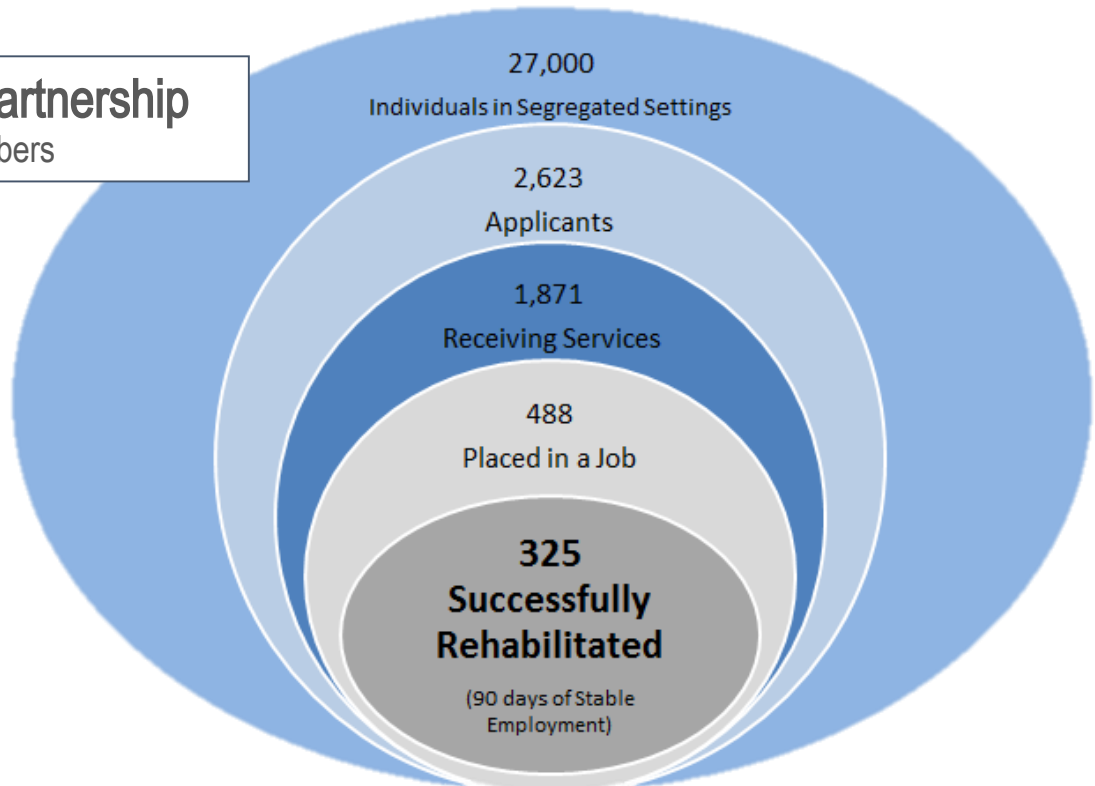 artnership
bers
27,000
Individuals in Segregated Settings
2,623
Applicants
1,871
Receiving Services
488
Placed in a Job
325
Successfully
Rehabilitated
(90 days of Stable
Employment)